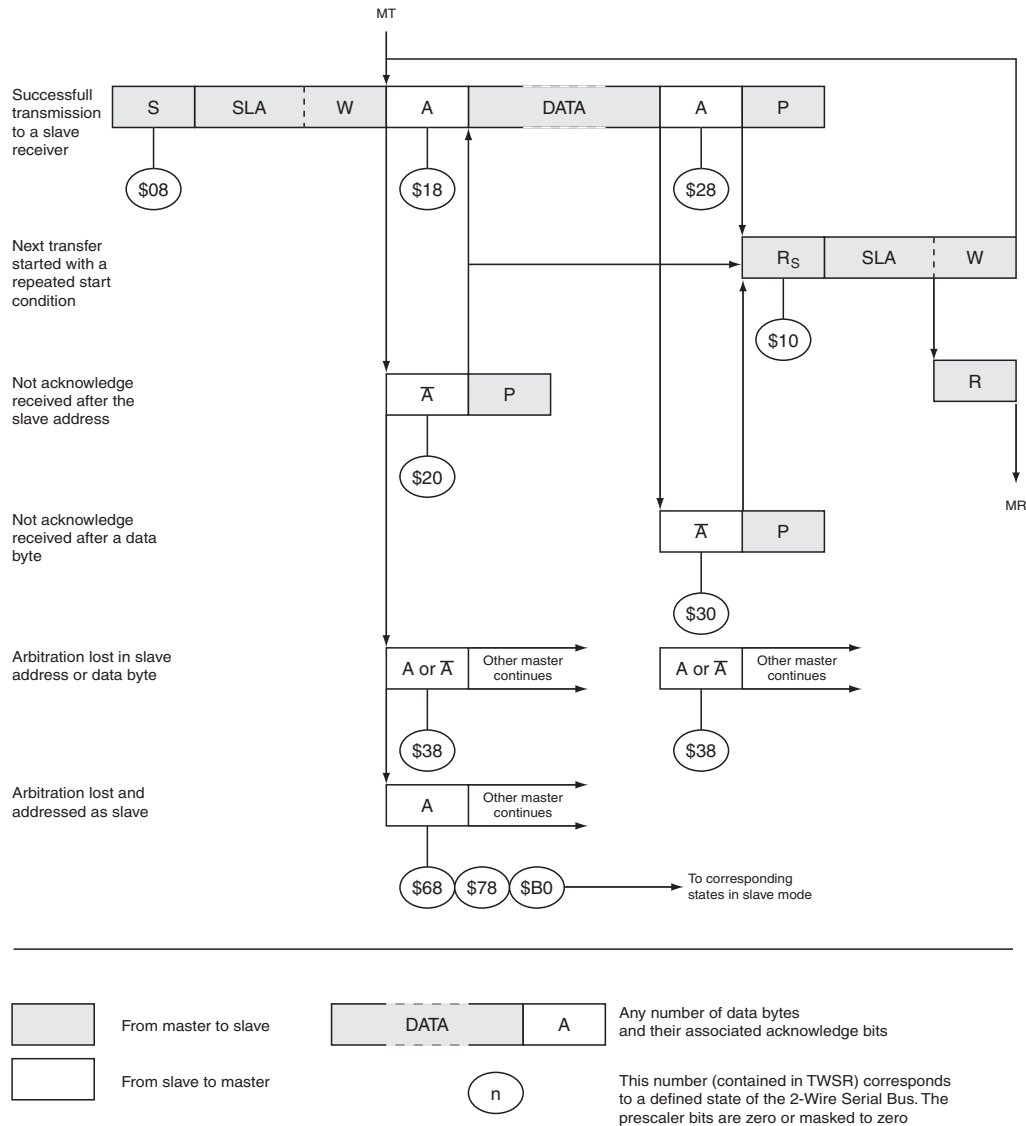 MT
Successfull
transmission
to a slave
receiver
S SLA W A DATA A P
$08 $18 $28
Next transfer
started with a
repeated start
condition
RS SLA W
$10
Not acknowledge
received after the
slave address
A̅ P
R
$20
MR
Not acknowledge
received after a data
byte
A̅ P
$30
Arbitration lost in slave
address or data byte
A or A̅ Other master
continues
A or A̅ Other master
continues
$38 $38
Arbitration lost and
addressed as slave
A Other master
continues
$68 $78 $B0
To corresponding
states in slave mode
From master to slave
DATA A
Any number of data bytes
and their associated acknowledge bits
From slave to master
n
This number (contained in TWSR) corresponds
to a defined state of the 2-Wire Serial Bus. The
prescaler bits are zero or masked to zero